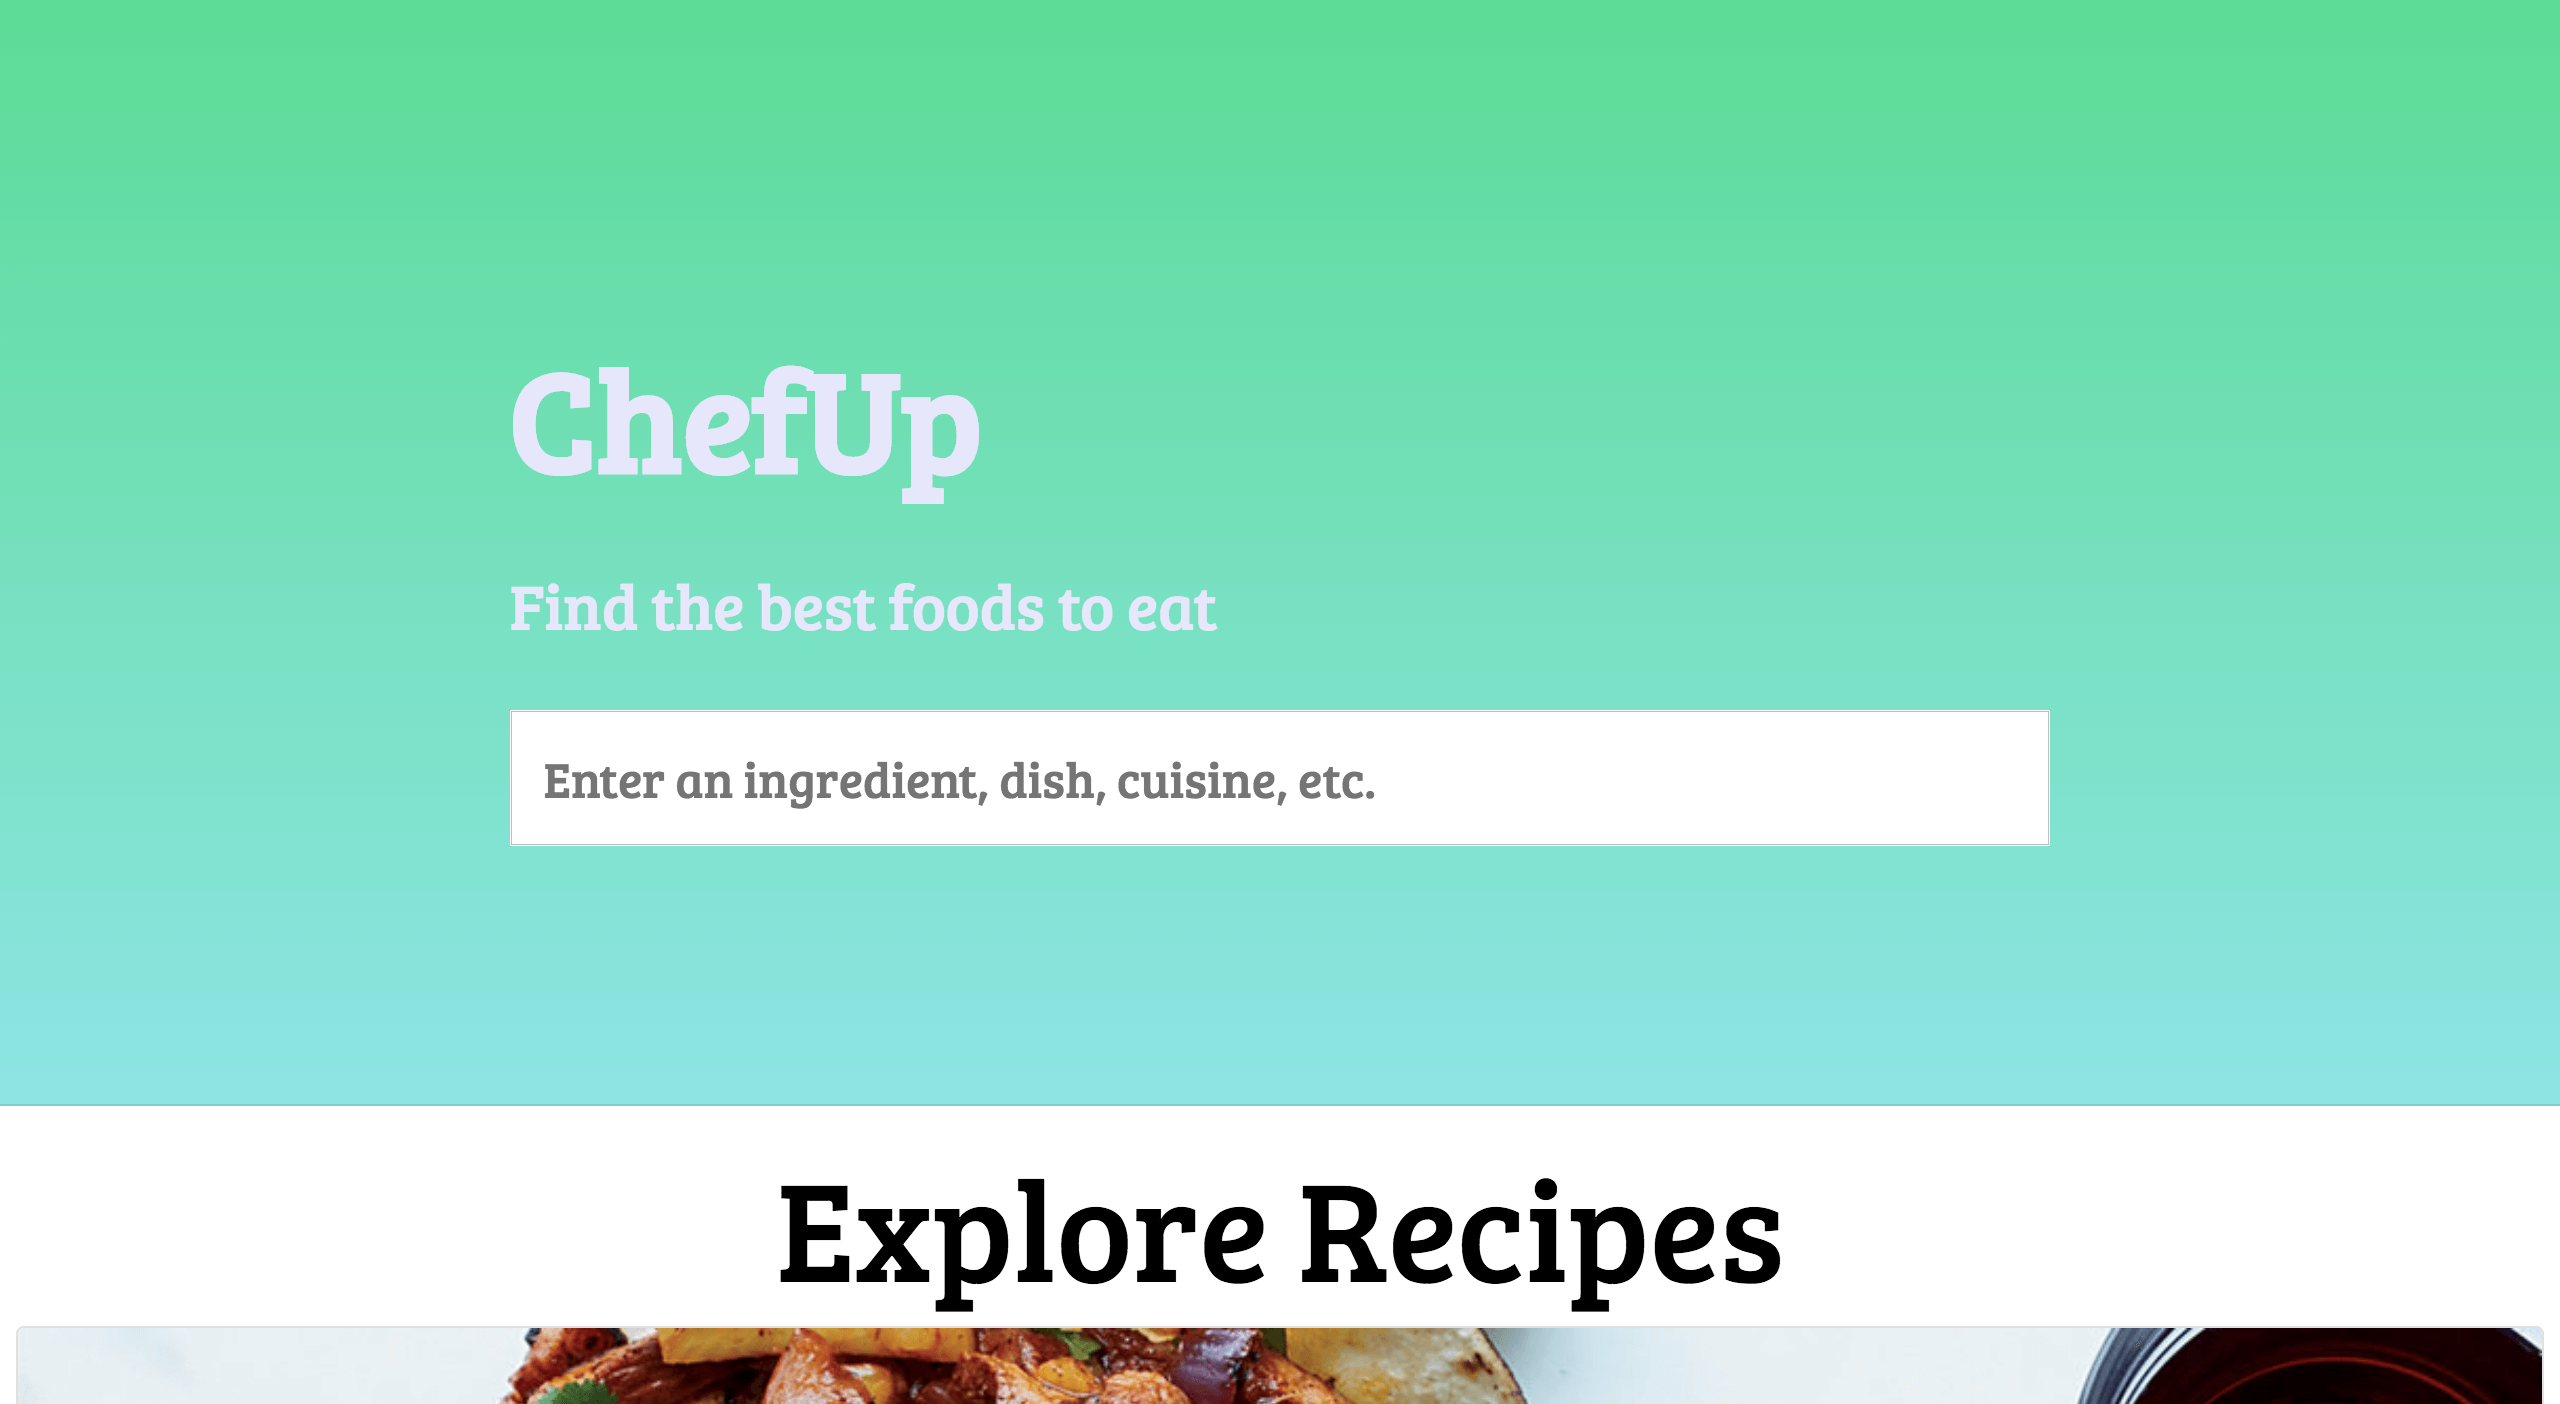 ChefUp
Find the best foods to eat
Enter an ingredient, dish, cuisine, etc.
Explore Recipes